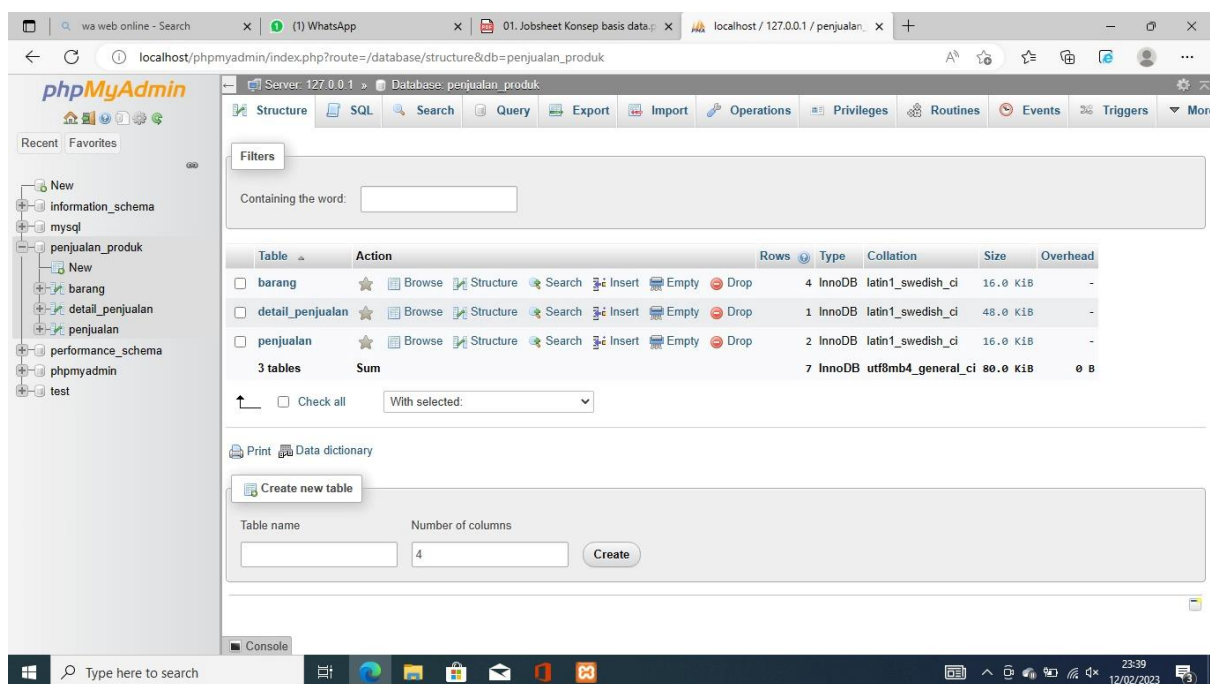 wa web online - Search
(1) WhatsApp
01. Jobsheet Konsep basis data.p
localhost / 127.0.0.1 / penjualan_
localhost/phpmyadmin/index.php?route=/database/structure&db=penjualan_produk
phpMyAdmin
Recent Favorites
New
information_schema
mysql
penjualan_produk
New
barang
detail_penjualan
penjualan
performance_schema
phpmyadmin
test
Server: 127.0.0.1 » Database: penjualan_produk
Structure SQL Search Query Export Import Operations Privileges Routines Events Triggers More
Filters
Containing the word:
Table Action Rows Type Collation Size Overhead
barang Browse Structure Search Insert Empty Drop 4 InnoDB latin1_swedish_ci 16.0 KiB -
detail_penjualan Browse Structure Search Insert Empty Drop 1 InnoDB latin1_swedish_ci 48.0 KiB -
penjualan Browse Structure Search Insert Empty Drop 2 InnoDB latin1_swedish_ci 16.0 KiB -
3 tables Sum 7 InnoDB utf8mb4_general_ci 80.0 KiB 0 B
Check all With selected:
Print Data dictionary
Create new table
Table name Number of columns
4 Create
Console
Type here to search
23:39
12/02/2023